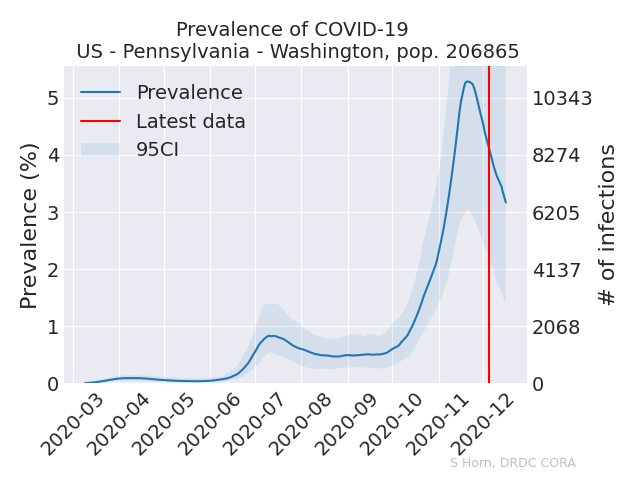 Prevalence of COVID-19
US - Pennsylvania - Washington, pop. 206865
Prevalence
Latest data
95CI
Prevalence (%)
5
4
3
2
1
0
10343
8274
6205
4137
2068
0
# of infections
2020-03
2020-04
2020-05
2020-06
2020-07
2020-08
2020-09
2020-10
2020-11
2020-12
S Horn, DRDC CORA